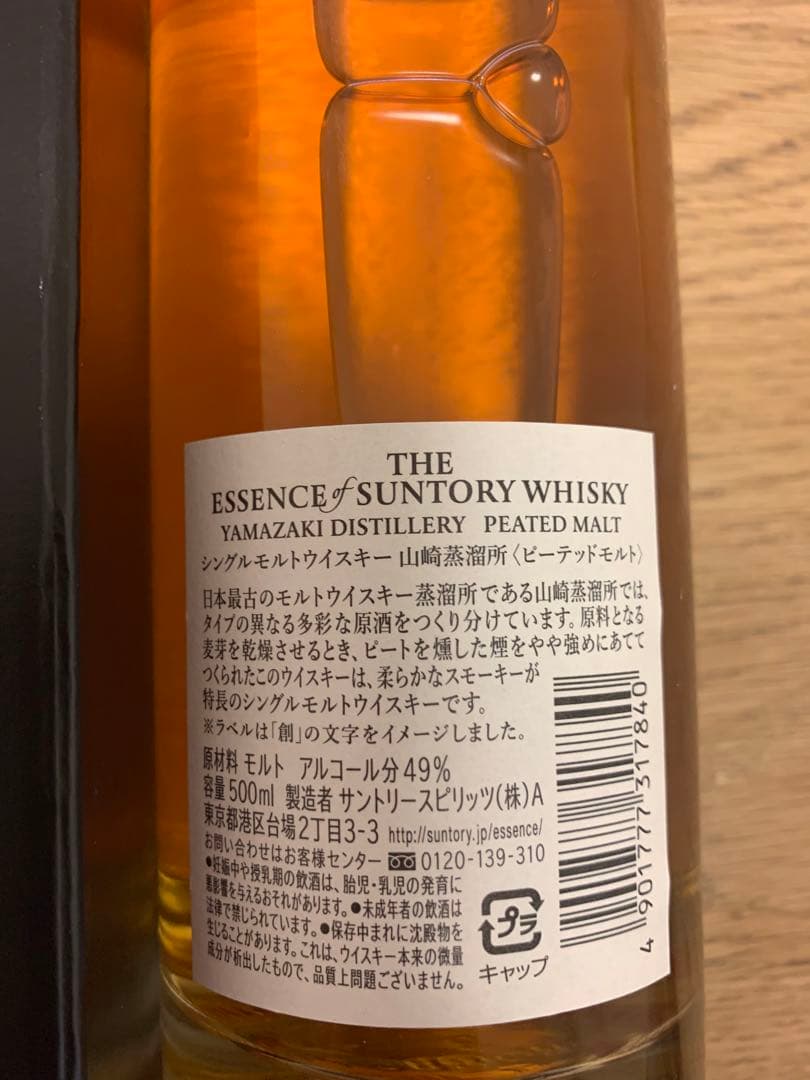 THE
ESSENCE of SUNTORY WHISKY
YAMAZAKI DISTILLERY PEATED MALT
シングルモルトウイスキー 山崎蒸溜所〈ピーテッドモルト〉
日本最古のモルトウイスキー蒸溜所である山崎蒸溜所では、
タイプの異なる多彩な原酒をつくり分けています。原料となる
麦芽を乾燥させるとき、ピートを燻した煙をやや強めにあてて
つくられたこのウイスキーは、柔らかなスモーキーが
特長のシングルモルトウイスキーです。
※ラベルは「創」の文字をイメージしました。
原材料 モルト アルコール分49%
容量500ml 製造者 サントリースピリッツ(株)A
東京都港区台場2丁目3-3 http://suntory.jp/essence/
お問い合わせはお客様センター 0120-139-310
●妊娠中や授乳期の飲酒は、胎児・乳児の発育に
悪影響を与えるおそれがあります。●未成年者の飲酒は
法律で禁じられています。●保存中まれに沈殿物を
生じることがあります。これは、ウイスキー本来の微量
成分が析出したもので、品質上問題ございません。
プラ
キャップ
4 901777 317840